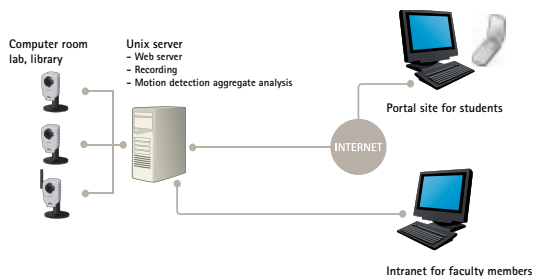 Computer room
lab, library
Unix server
- Web server
- Recording
- Motion detection aggregate analysis
Portal site for students
INTERNET
Intranet for faculty members